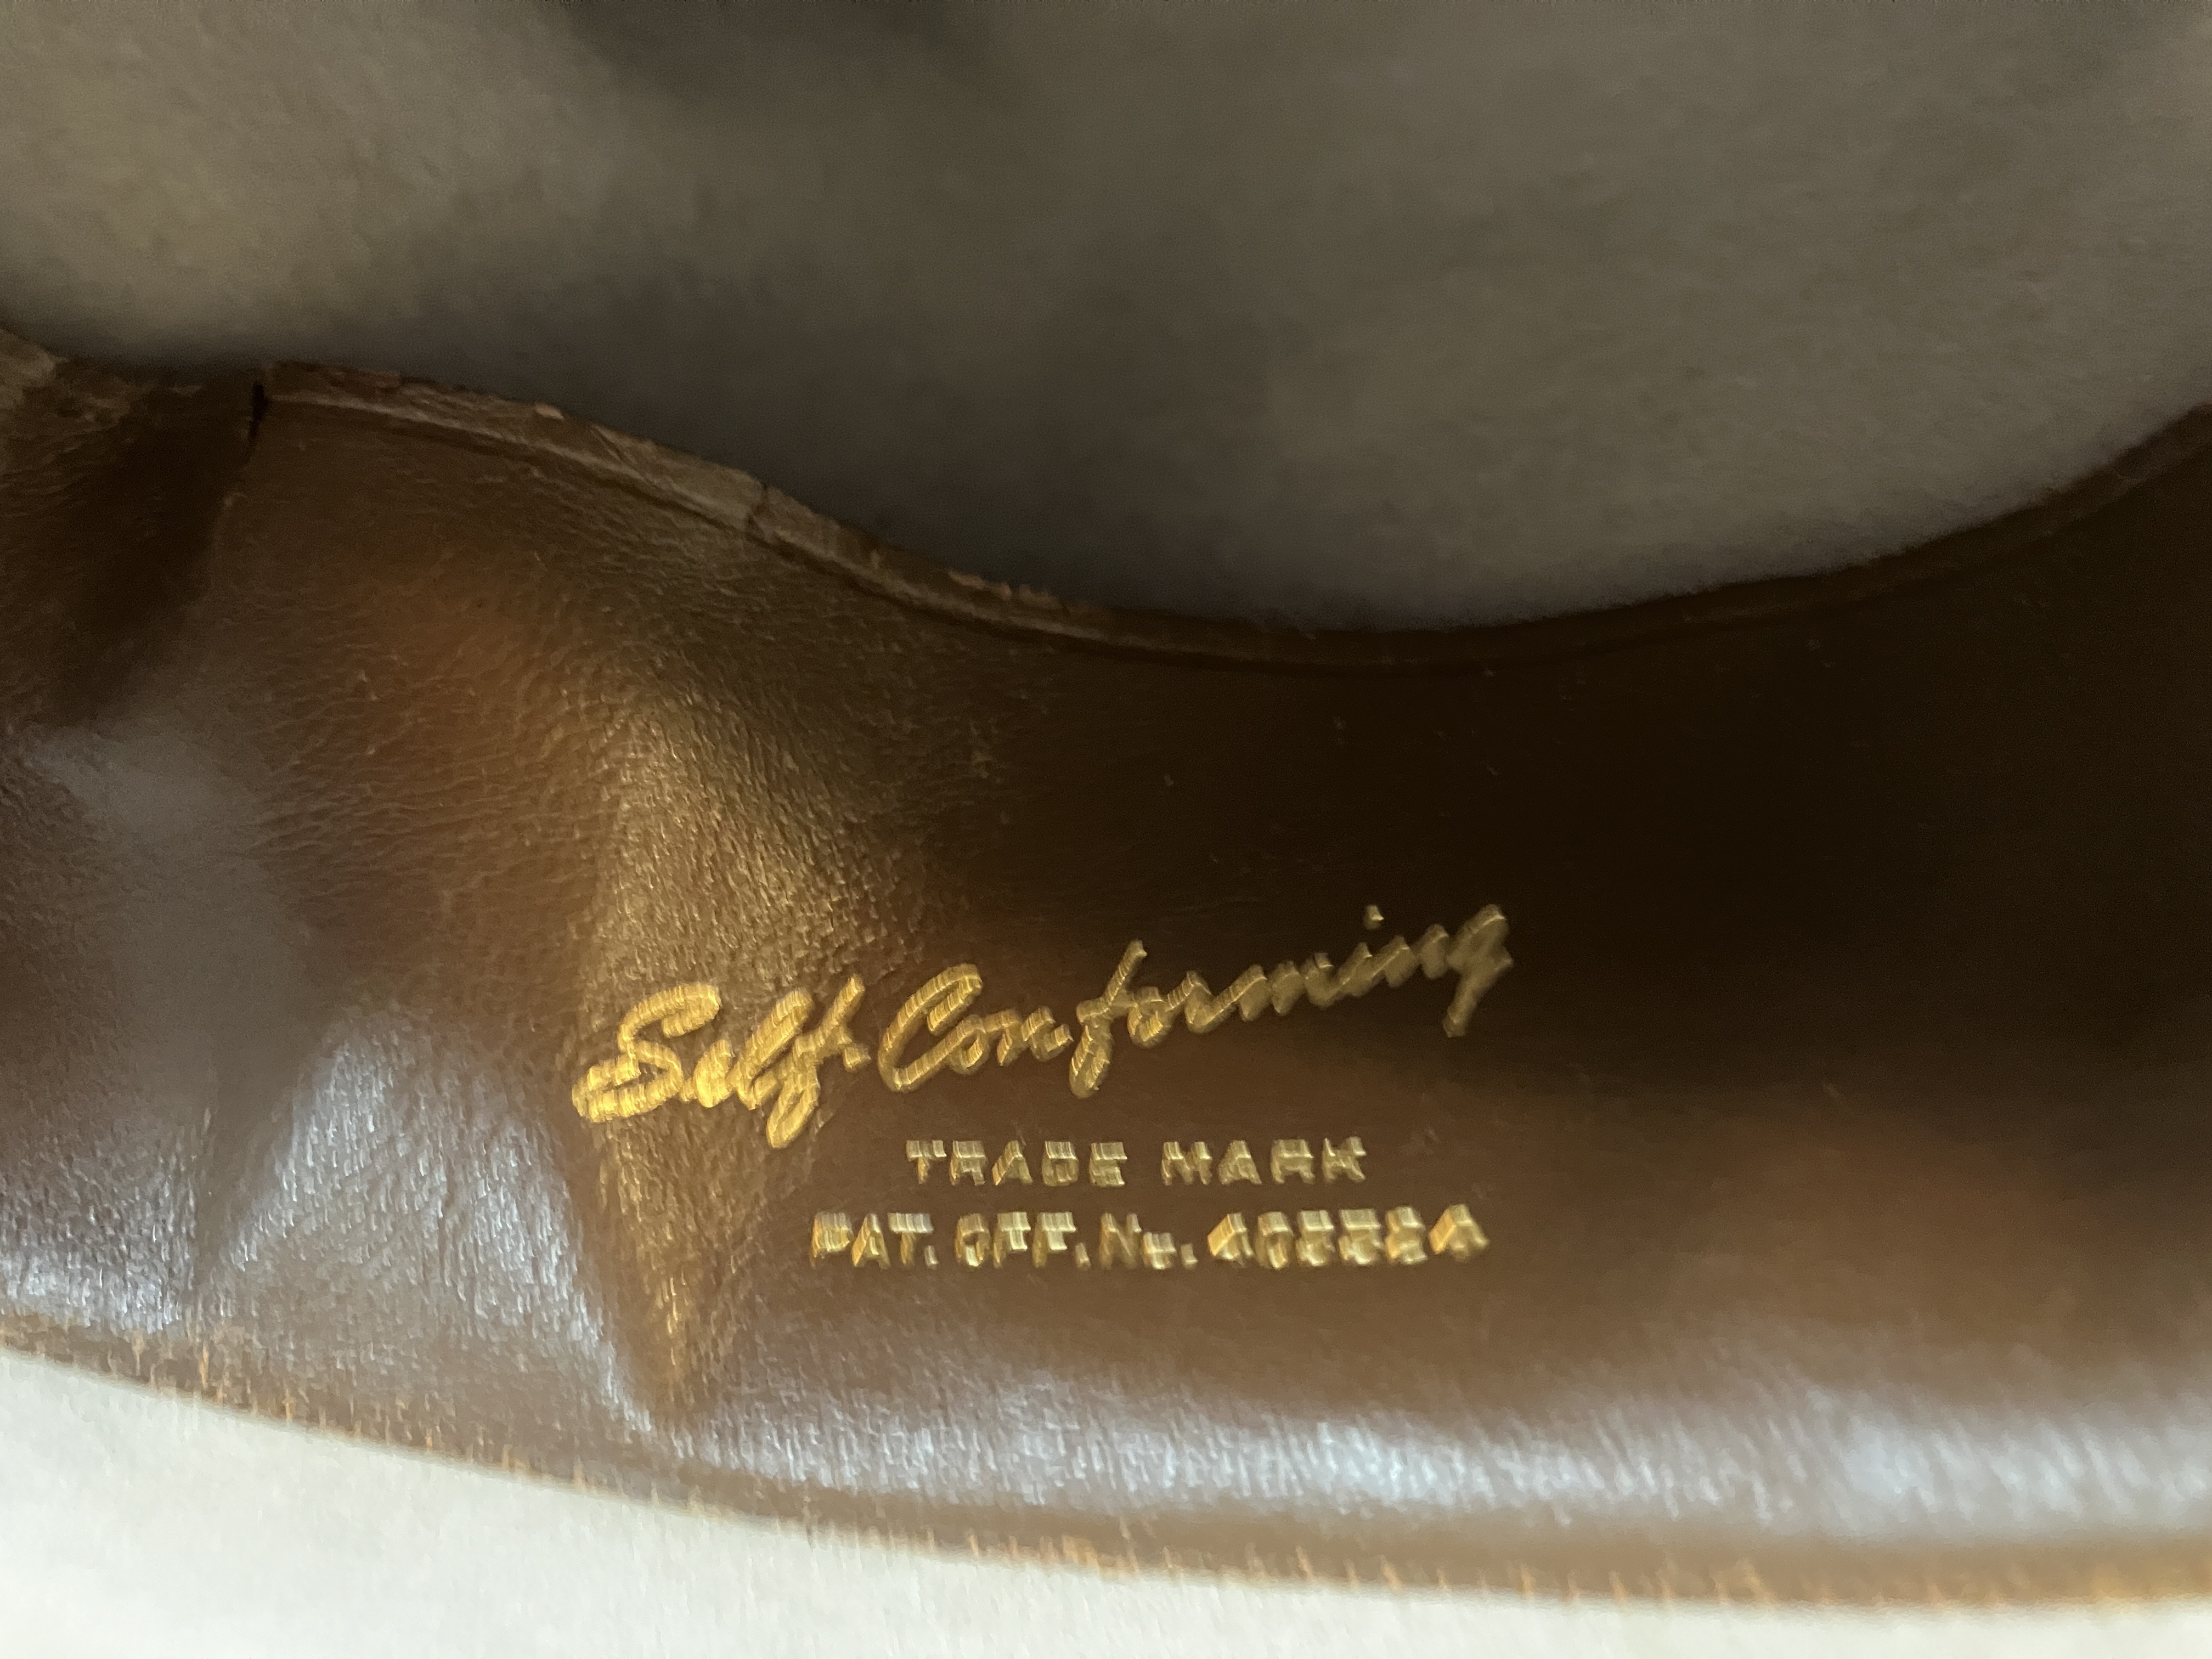 Self-Conforming
TRADE MARK
PAT. OFF. No.